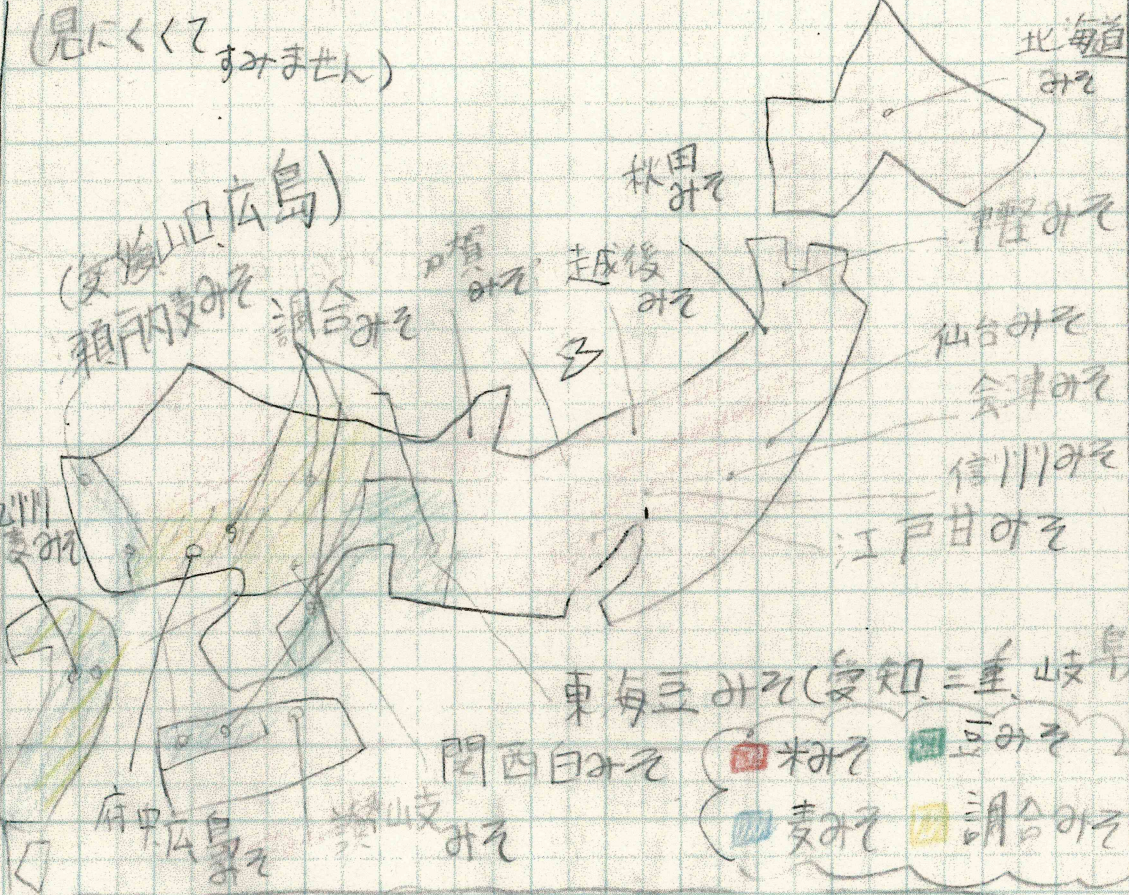 (見にくくて
すみません)
北海道
みそ
秋田
みそ
津軽みそ
(愛媛、山口、広島)
瀬戸内麦みそ
調合みそ
加賀
みそ
越後
みそ
仙台みそ
会津みそ
信州みそ
江戸甘みそ
麦みそ
東海豆みそ(愛知、三重、岐阜
関西白みそ
府中
広島
みそ
讃岐
みそ
米みそ
豆みそ
麦みそ
調合みそ